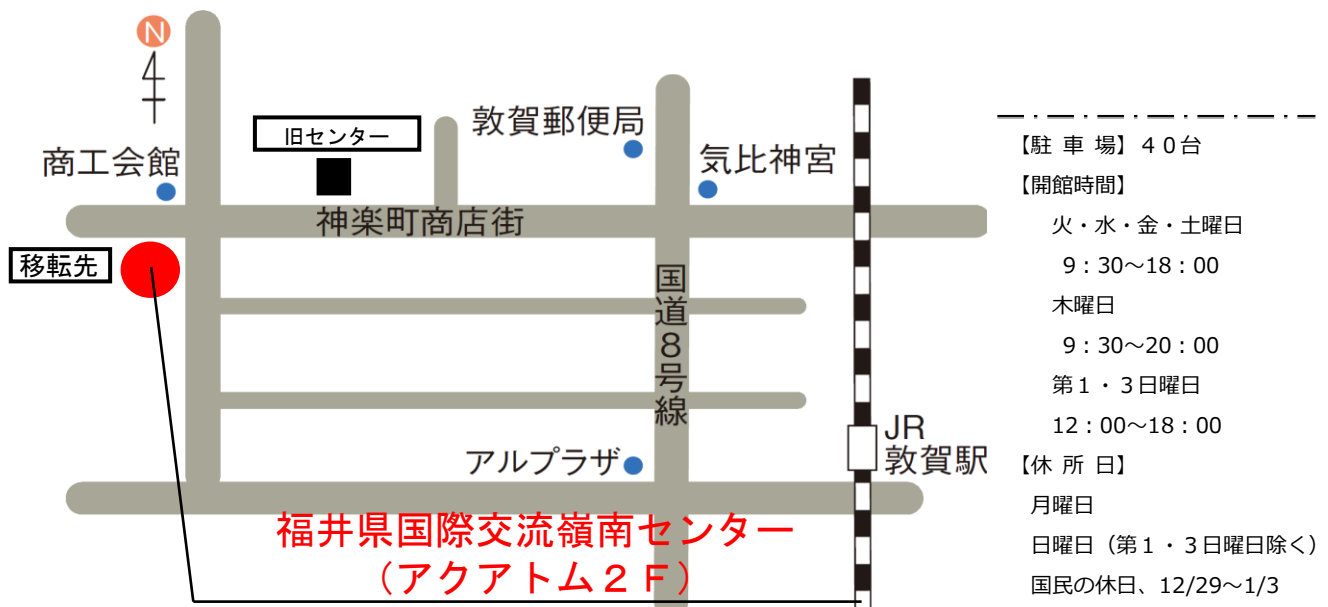 N
旧センター
敦賀郵便局
商工会館
気比神宮
神楽町商店街
移転先
国道8号線
JR
敦賀駅
アルプラザ
福井県国際交流嶺南センター
（アクアトム２Ｆ）
【駐 車 場】４０台
【開館時間】
火・水・金・土曜日
9：30～18：00
木曜日
9：30～20：00
第１・３日曜日
12：00～18：00
【休 所 日】
月曜日
日曜日（第１・３日曜日除く）
国民の休日、12/29～1/3